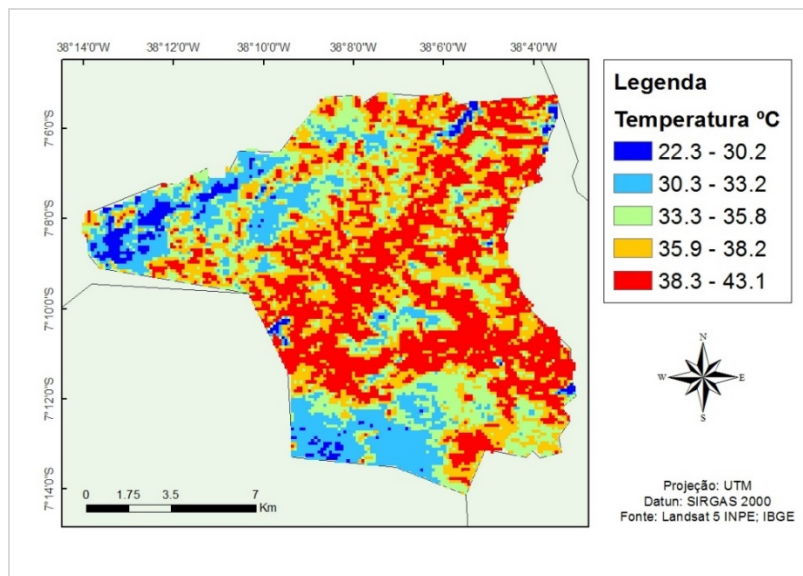 38°14'0"W 38°12'0"W 38°10'0"W 38°8'0"W 38°6'0"W 38°4'0"W
7°6'0"S
7°8'0"S
7°10'0"S
7°12'0"S
7°14'0"S
0 1.75 3.5 7
Km
Legenda
Temperatura ºC
22.3 - 30.2
30.3 - 33.2
33.3 - 35.8
35.9 - 38.2
38.3 - 43.1
N
W E
S
Projeção: UTM
Datun: SIRGAS 2000
Fonte: Landsat 5 INPE; IBGE